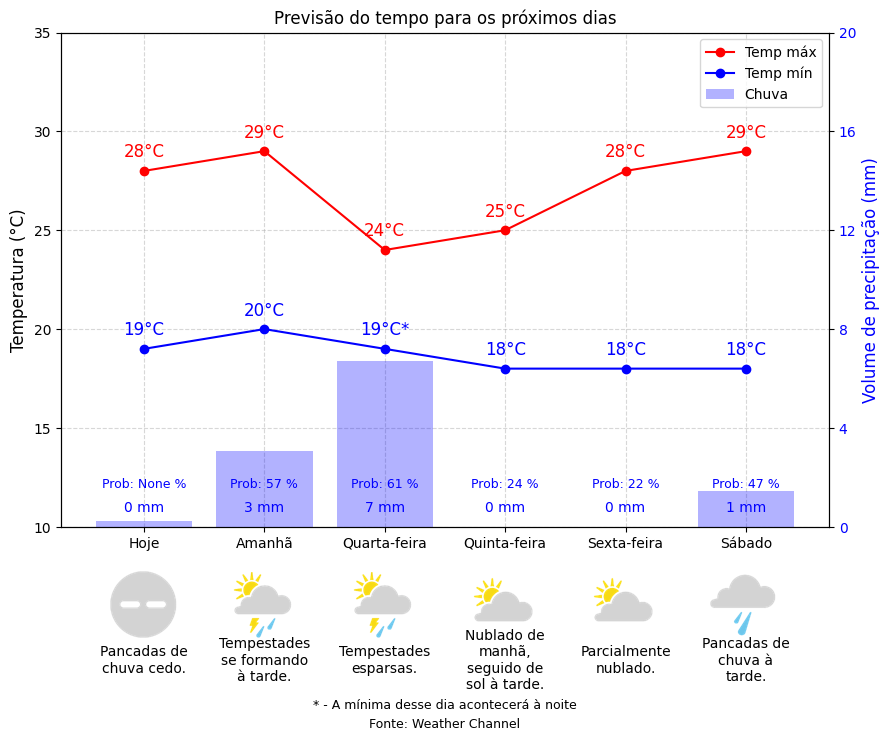 Previsão do tempo para os próximos dias
35
30
25
20
15
10
Temperatura (°C)
20
16
12
8
4
0
Volume de precipitação (mm)
Temp máx
Temp mín
Chuva
28°C
29°C
24°C
25°C
28°C
29°C
19°C
20°C
19°C*
18°C
18°C
18°C
Prob: None %
Prob: 57 %
Prob: 61 %
Prob: 24 %
Prob: 22 %
Prob: 47 %
0 mm
3 mm
7 mm
0 mm
0 mm
1 mm
Hoje
Amanhã
Quarta-feira
Quinta-feira
Sexta-feira
Sábado
Pancadas de
chuva cedo.
Tempestades
se formando
à tarde.
Tempestades
esparsas.
Nublado de
manhã,
seguido de
sol à tarde.
Parcialmente
nublado.
Pancadas de
chuva à
tarde.
* - A mínima desse dia acontecerá à noite
Fonte: Weather Channel